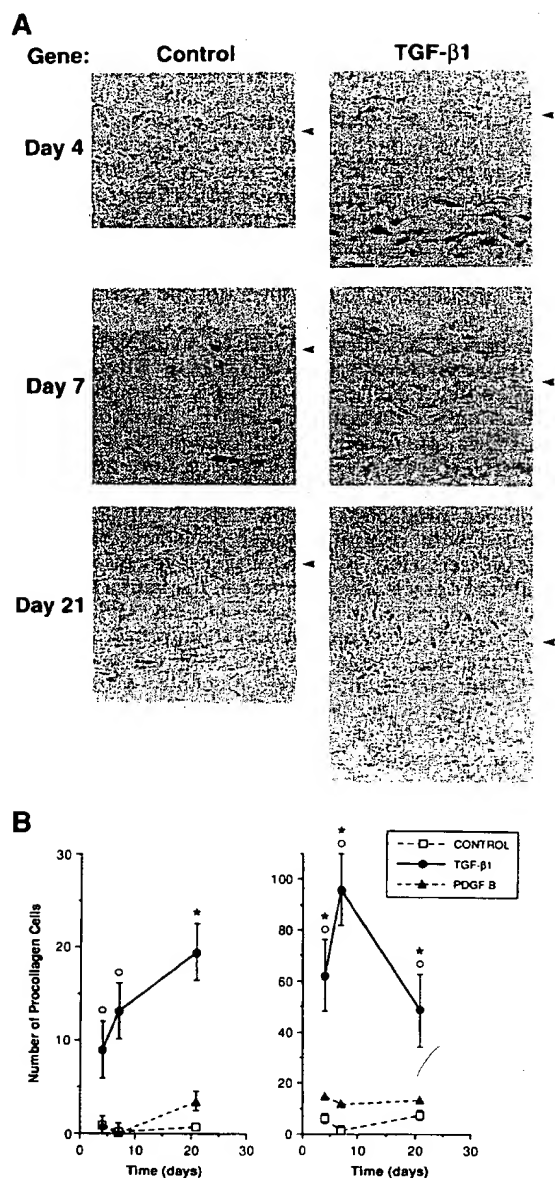 A
Gene: Control TGF-β1
Day 4
Day 7
Day 21
B
Number of Procollagen Cells
30
20
10
0
0 10 20 30
Time (days)
100
80
60
40
20
0
0 10 20 30
Time (days)
CONTROL
TGF-β1
PDGF B